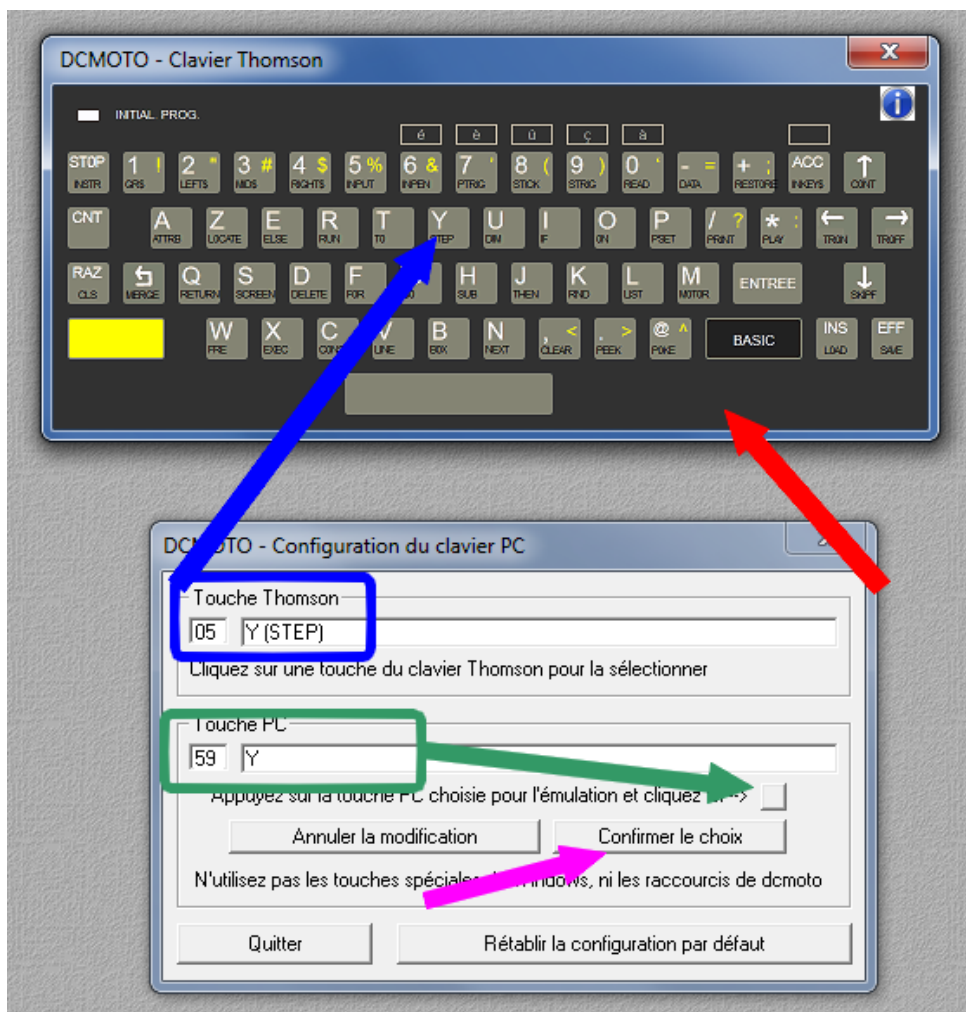 DCMOTO - Clavier Thomson
INITIAL. PROG.
é è ù ç à
STOP 1 ! 2 " 3 # 4 $ 5 % 6 & 7 ' 8 ( 9 ) 0 ` - = + ; ACC ↑
INSTR GR$ LEFT$ MID$ RIGHT$ INPUT INPEN PTRIG STICK STRIG READ DATA RESTORE INKEY$ CONT
CNT A Z E R T Y U I O P / ? * : ← →
ATTRB LOCATE ELSE RUN TO STEP DIM IF ON PSET PRINT PLAY TRON TROFF
RAZ Q S D F H J K L M ENTREE ↓
CLS MERGE RETURN SCREEN DELETE FOR SUB THEN RND LIST MOTOR SKIPF
W X C V B N , < . > @ ^ BASIC INS EFF
FRE EXEC LINE BOX NEXT CLEAR PEEK POKE LOAD SAVE
DCMOTO - Configuration du clavier PC
Touche Thomson
05 Y (STEP)
Cliquez sur une touche du clavier Thomson pour la sélectionner
Touche PC
59 Y
Appuyez sur la touche PC choisie pour l'émulation et cliquez -->
Annuler la modification Confirmer le choix
N'utilisez pas les touches spéciales Windows, ni les raccourcis de dcmoto
Quitter Rétablir la configuration par défaut